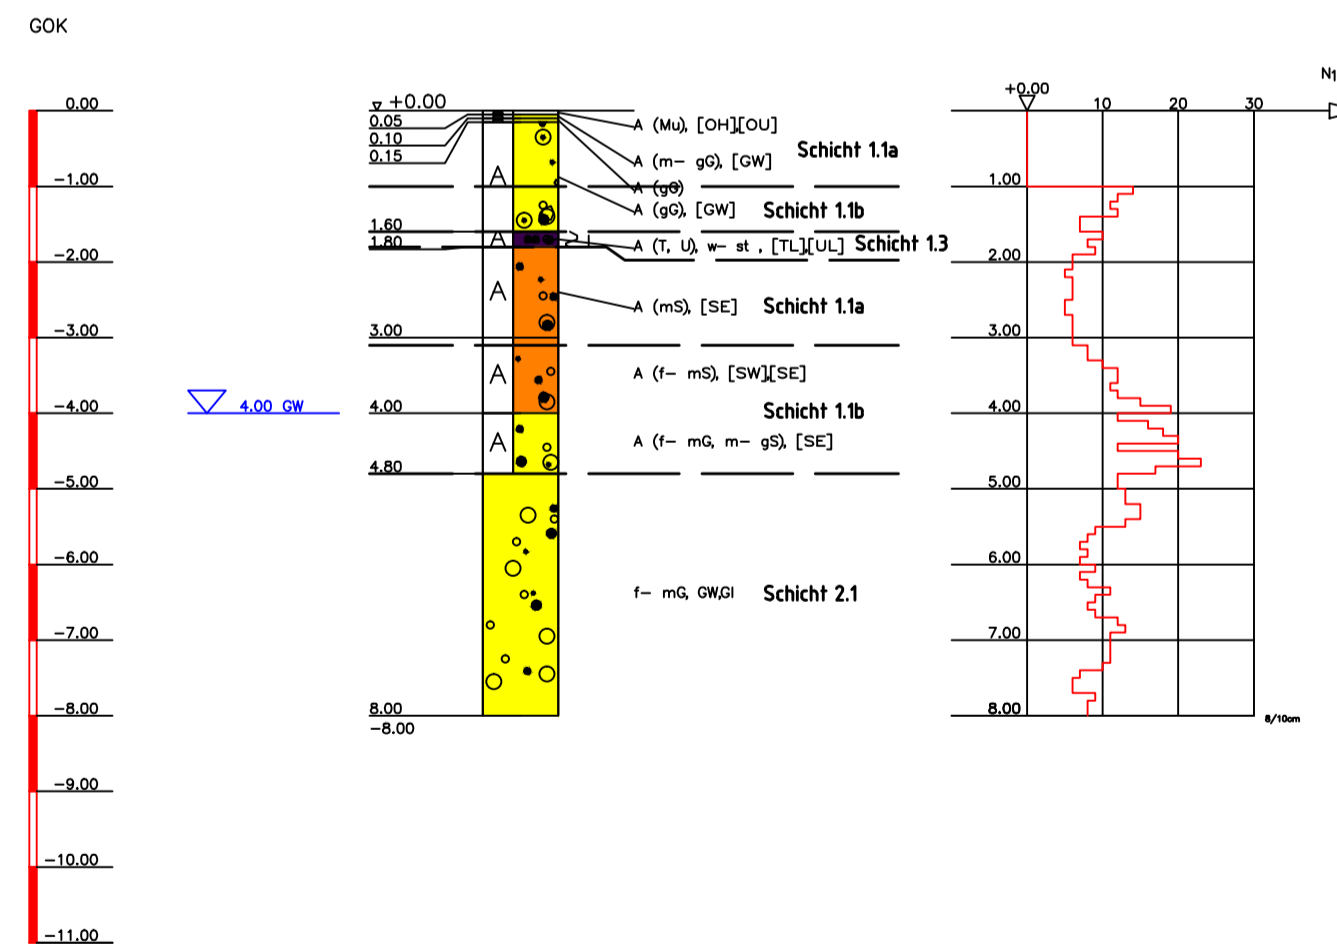 GOK
0.00
−1.00
−2.00
−3.00
−4.00
−5.00
−6.00
−7.00
−8.00
−9.00
−10.00
−11.00
4.00 GW
+0.00
0.05
0.10
0.15
1.60
1.80
3.00
4.00
4.80
8.00
−8.00
A
A
A
A
A
A (Mu), [OH],[OU]
Schicht 1.1a
A (m− gG), [GW]
A (gG)
A (gG), [GW] Schicht 1.1b
A (T, U), w− st , [TL],[UL] Schicht 1.3
A (mS), [SE] Schicht 1.1a
A (f− mS), [SW],[SE]
Schicht 1.1b
A (f− mG, m− gS), [SE]
f− mG, GW,GI Schicht 2.1
N1
+0.00 10 20 30
1.00
2.00
3.00
4.00
5.00
6.00
7.00
8.00
8/10cm